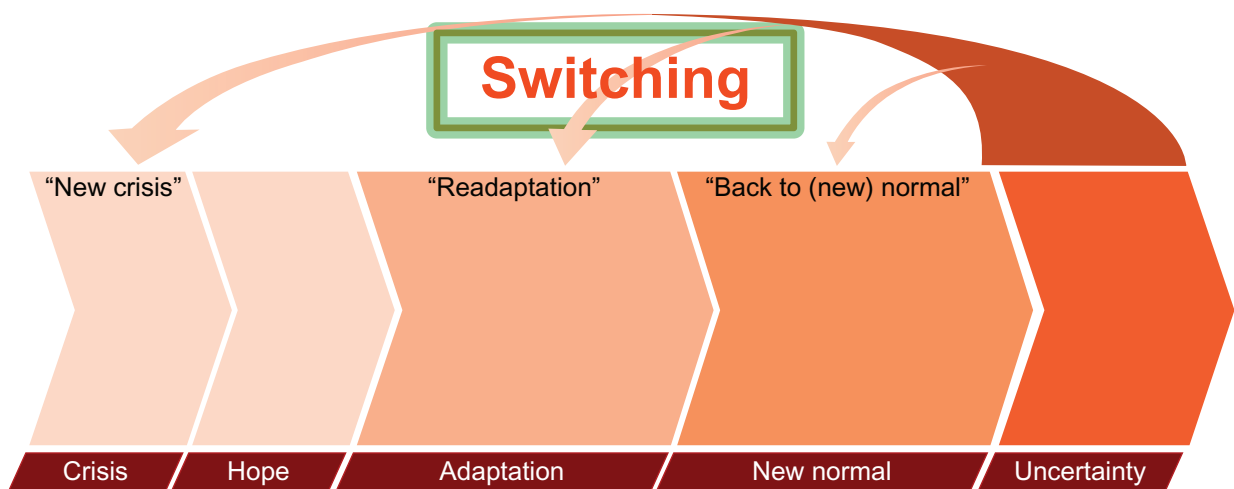 Switching
“New crisis”
“Readaptation”
“Back to (new) normal”
Crisis
Hope
Adaptation
New normal
Uncertainty